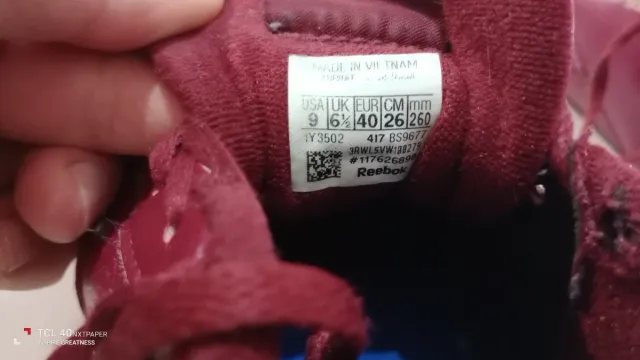 MADE IN VIETNAM
USA UK EUR CM mm
9 6½ 40 26 260
1Y3502 417 BS9677
Reebok
TCL 40 NXTPAPER
GREATNESS